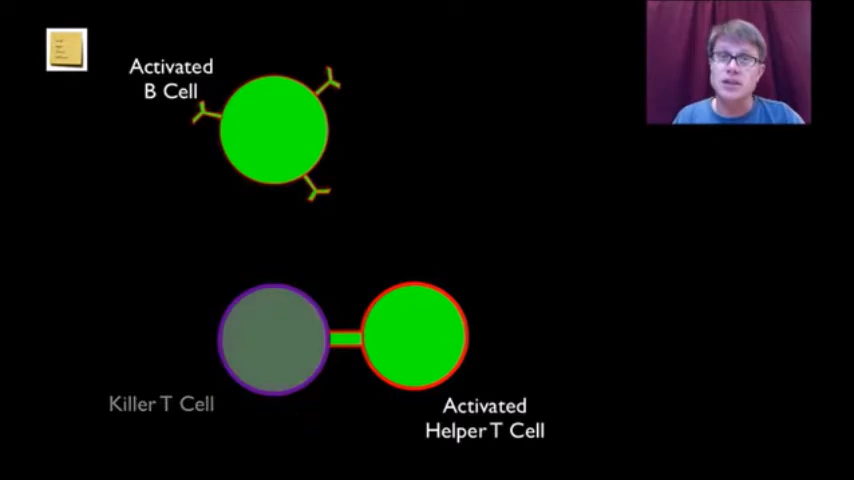 Activated
B Cell
Killer T Cell
Activated
Helper T Cell